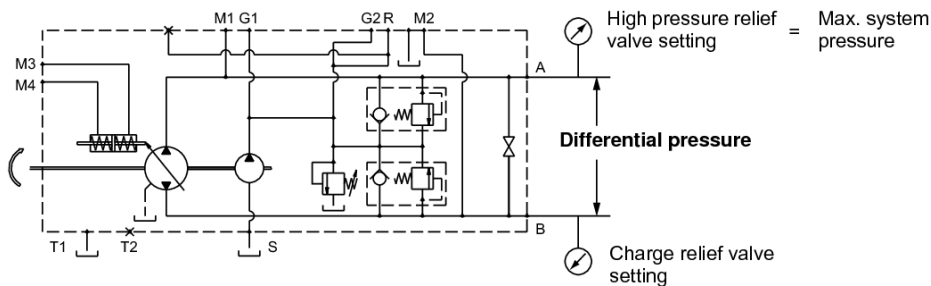 M1 G1 G2 R M2
High pressure relief valve setting = Max. system pressure
M3
M4
A
Differential pressure
B
T1 T2 S
Charge relief valve setting